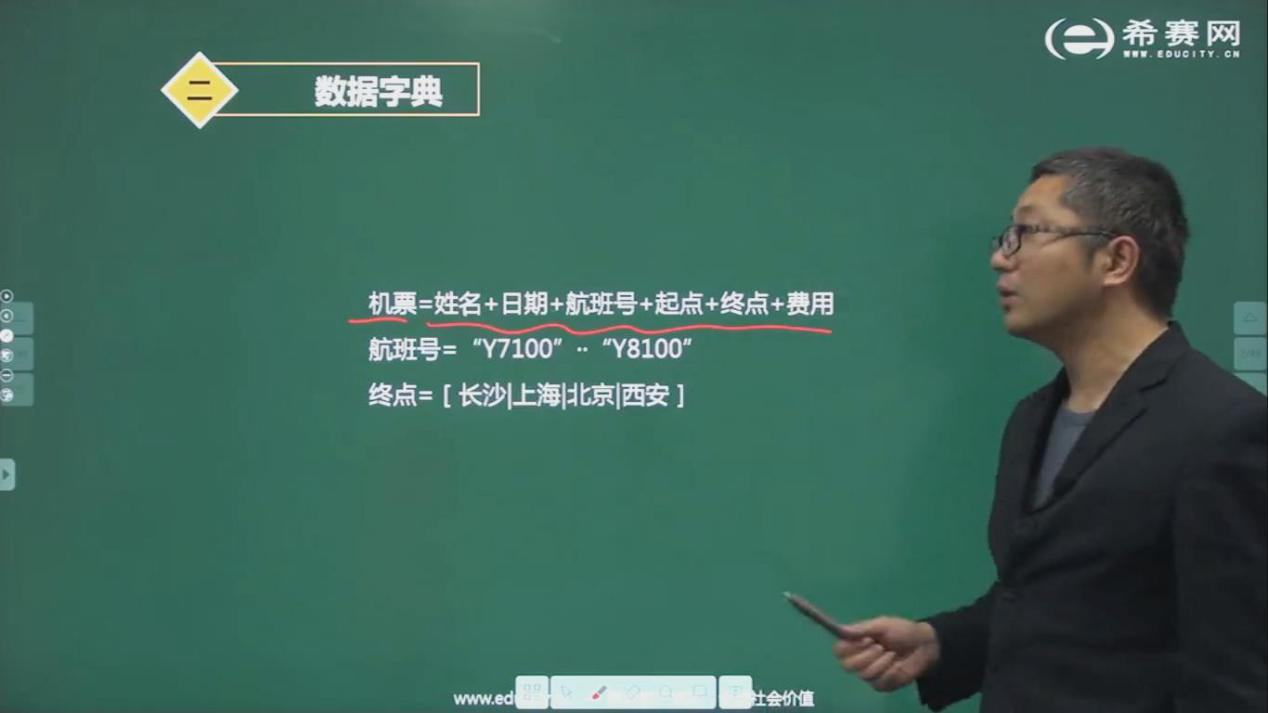 希赛网
WWW.EDUCITY.CN
二
数据字典
机票=姓名+日期+航班号+起点+终点+费用
航班号=“Y7100”··“Y8100”
终点=[长沙|上海|北京|西安]
社会价值